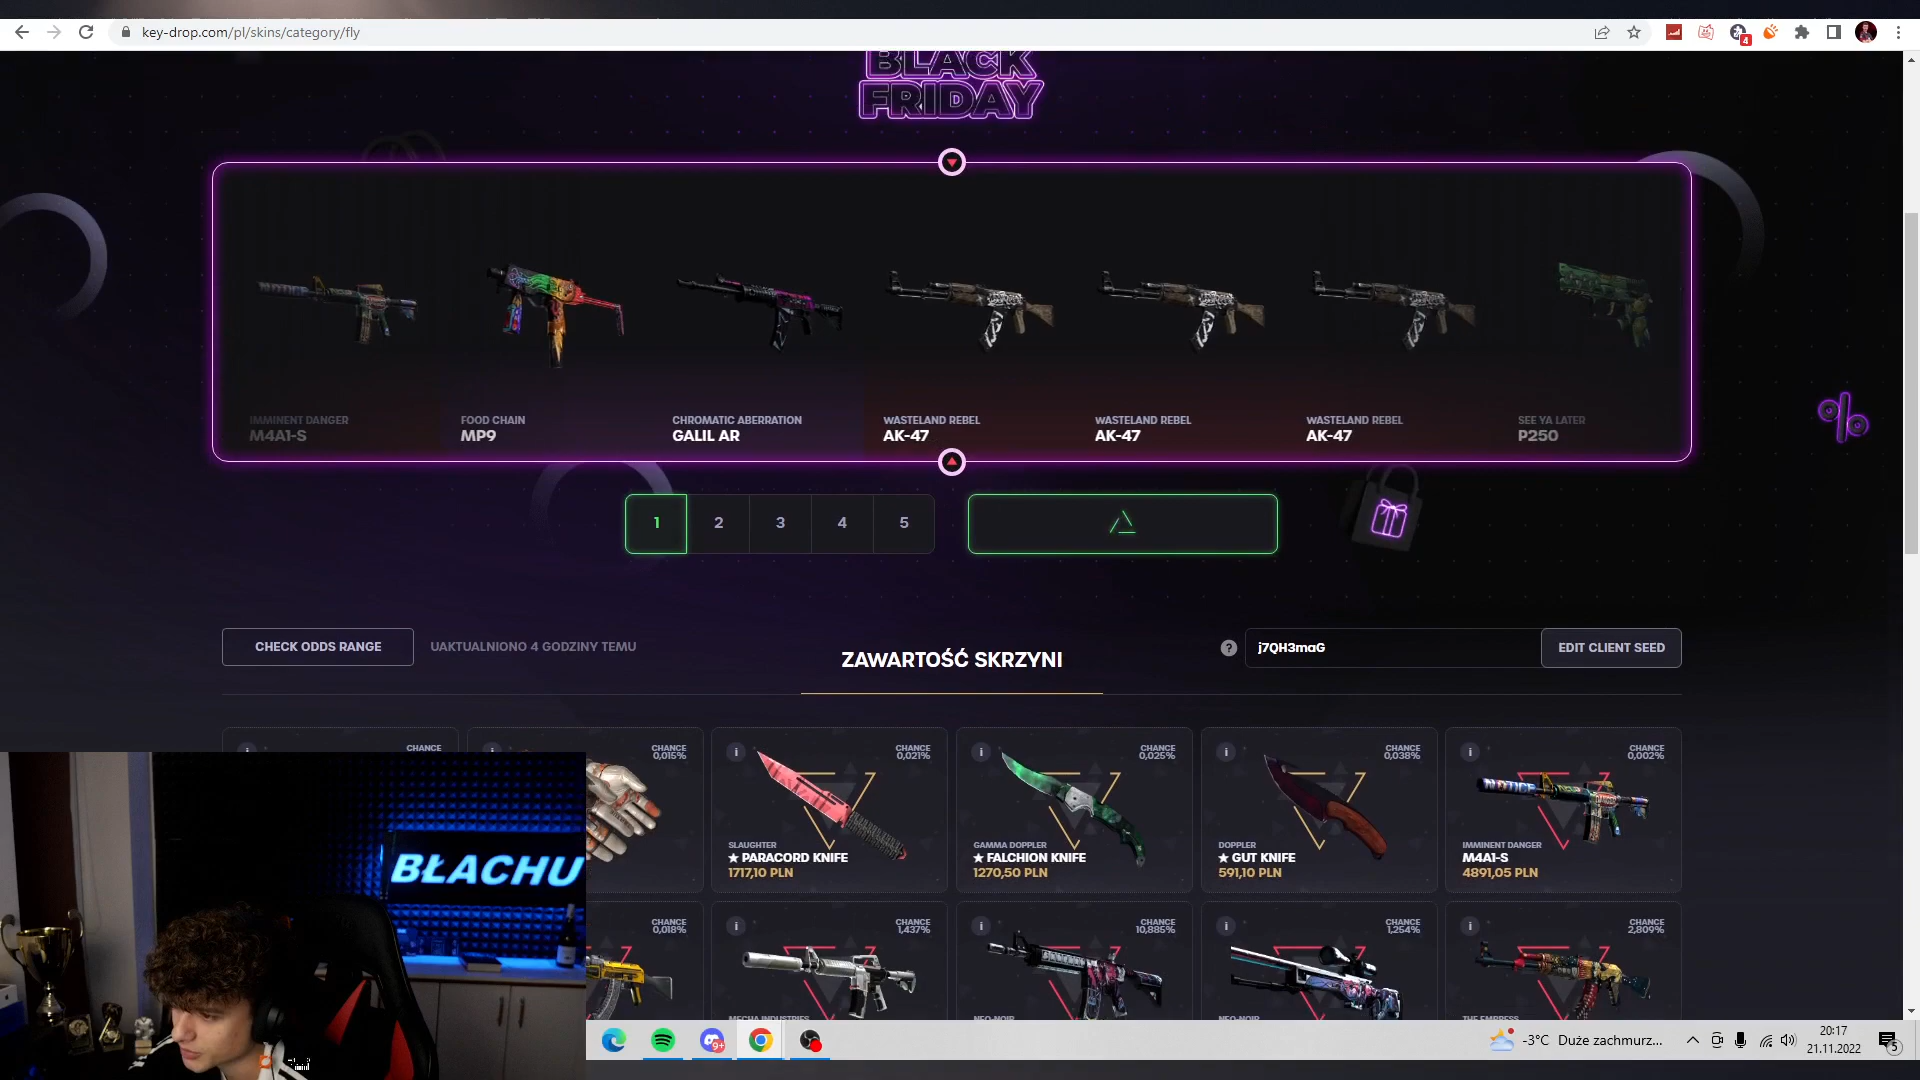 key-drop.com/pl/skins/category/fly
4
BLACK
FRIDAY
IMMINENT DANGER
M4A1-S
FOOD CHAIN
MP9
CHROMATIC ABERRATION
GALIL AR
WASTELAND REBEL
AK-47
WASTELAND REBEL
AK-47
WASTELAND REBEL
AK-47
SEE YA LATER
P250
1
2
3
4
5
CHECK ODDS RANGE
UAKTUALNIONO 4 GODZINY TEMU
ZAWARTOŚĆ SKRZYNI
?
j7QH3maG
EDIT CLIENT SEED
CHANCE
CHANCE
0,015%
CHANCE
0,021%
SLAUGHTER
★ PARACORD KNIFE
1717,10 PLN
CHANCE
0,025%
GAMMA DOPPLER
★ FALCHION KNIFE
1270,50 PLN
CHANCE
0,038%
DOPPLER
★ GUT KNIFE
591,10 PLN
CHANCE
0,002%
NOTICE
IMMINENT DANGER
M4A1-S
4891,05 PLN
CHANCE
0,018%
CHANCE
1,437%
MECHA INDUSTRIES
CHANCE
10,885%
NEO-NOIR
CHANCE
1,254%
NEO-NOIR
CHANCE
2,809%
THE EMPRESS
BŁACHU
9+
-3°C Duże zachmurz...
20:17
21.11.2022
5